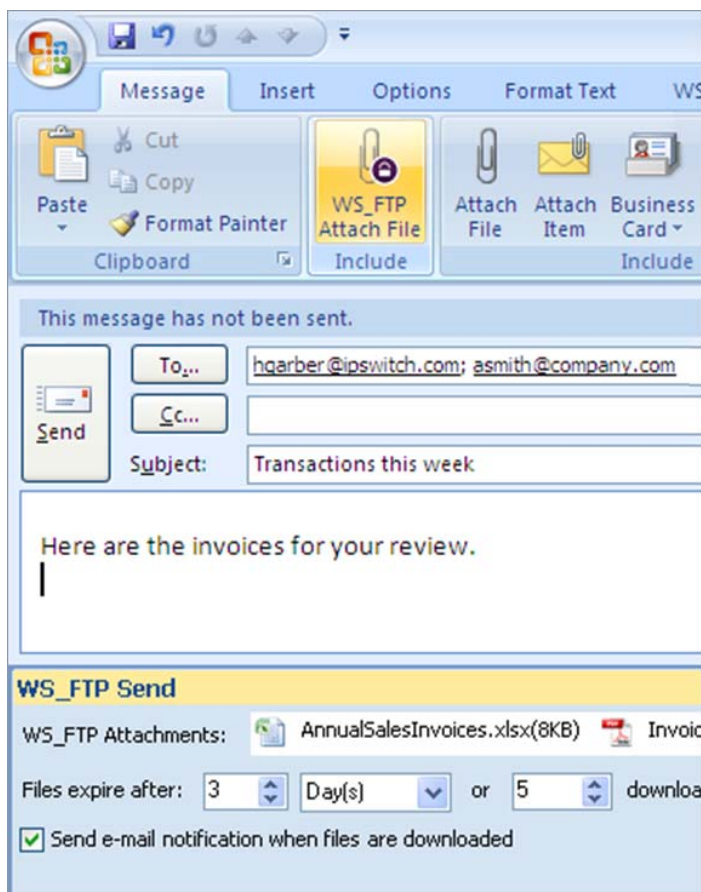 Message Insert Options Format Text WS
Paste
Cut
Copy
Format Painter
Clipboard
WS_FTP
Attach File
Include
Attach
File
Attach
Item
Business
Card
Include
This message has not been sent.
Send
To... hgarber@ipswitch.com; asmith@company.com
Cc...
Subject: Transactions this week
Here are the invoices for your review.
WS_FTP Send
WS_FTP Attachments: AnnualSalesInvoices.xlsx(8KB) Invoic
Files expire after: 3 Day(s) or 5 downloa
Send e-mail notification when files are downloaded